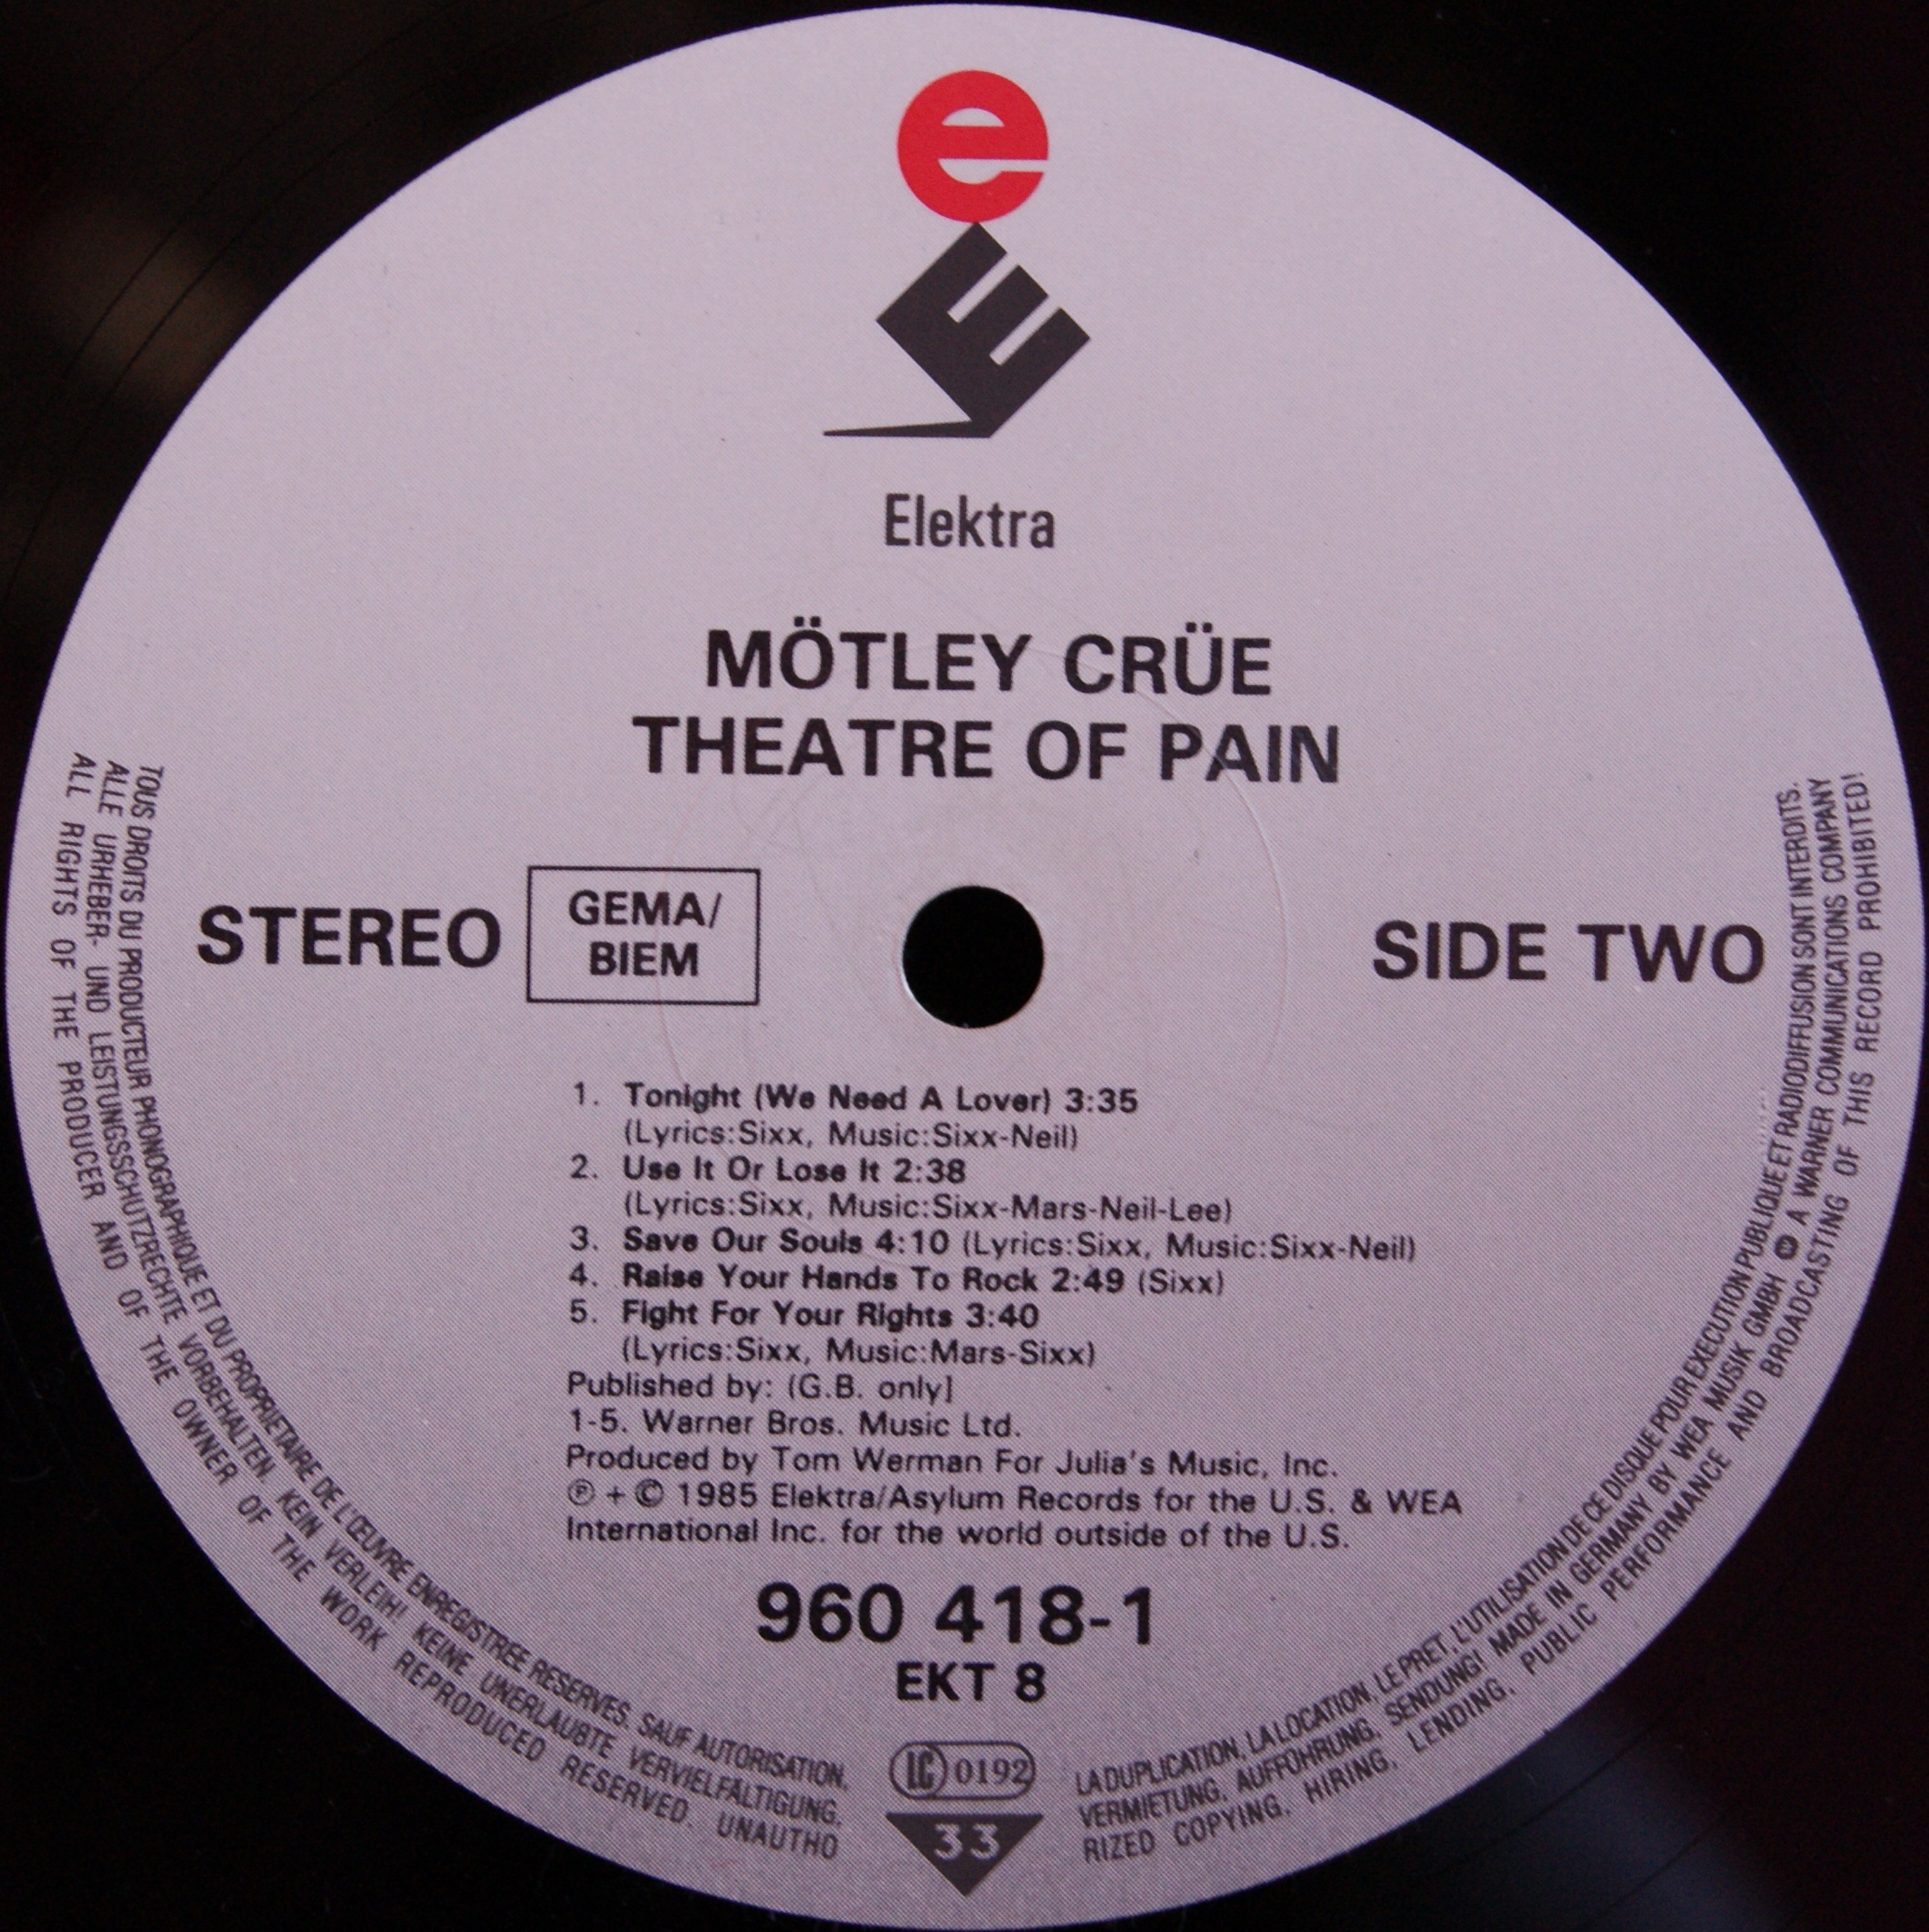 e
E
Elektra
MÖTLEY CRÜE
THEATRE OF PAIN
STEREO
GEMA/
BIEM
SIDE TWO
1. Tonight (We Need A Lover) 3:35
(Lyrics:Sixx, Music:Sixx-Neil)
2. Use It Or Lose It 2:38
(Lyrics:Sixx, Music:Sixx-Mars-Neil-Lee)
3. Save Our Souls 4:10 (Lyrics:Sixx, Music:Sixx-Neil)
4. Raise Your Hands To Rock 2:49 (Sixx)
5. Fight For Your Rights 3:40
(Lyrics:Sixx, Music:Mars-Sixx)
Published by: (G.B. only]
1-5. Warner Bros. Music Ltd.
Produced by Tom Werman For Julia's Music, Inc.
℗ + © 1985 Elektra/Asylum Records for the U.S. & WEA
International Inc. for the world outside of the U.S.
960 418-1
EKT 8
LC 0192
33
TOUS DROITS DU PRODUCTEUR PHONOGRAPHIQUE ET DU PROPRIETAIRE DE L'ŒUVRE ENREGISTREE RESERVES. SAUF AUTORISATION, LA DUPLICATION, LA LOCATION, LE PRET, L'UTILISATION DE CE DISQUE POUR EXECUTION PUBLIQUE ET RADIODIFFUSION SONT INTERDITS.
ALLE URHEBER- UND LEISTUNGSSCHUTZRECHTE VORBEHALTEN. KEIN VERLEIH! KEINE UNERLAUBTE VERVIELFÄLTIGUNG, VERMIETUNG, AUFFÜHRUNG, SENDUNG! MADE IN GERMANY BY WEA MUSIK GMBH A WARNER COMMUNICATIONS COMPANY
ALL RIGHTS OF THE PRODUCER AND OF THE OWNER OF THE WORK REPRODUCED RESERVED. UNAUTHORIZED COPYING, HIRING, LENDING, PUBLIC PERFORMANCE AND BROADCASTING OF THIS RECORD PROHIBITED!